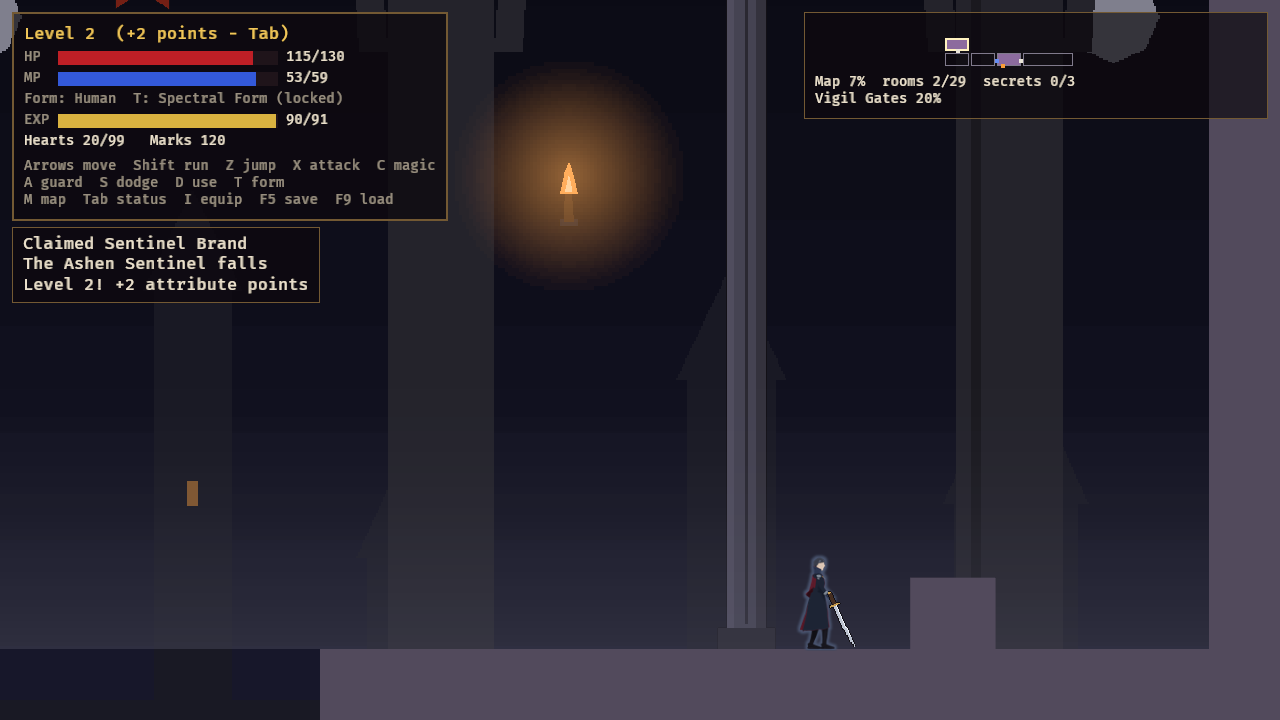 Level 2  (+2 points - Tab)
HP 115/130
MP 53/59
Form: Human  T: Spectral Form (locked)
EXP 90/91
Hearts 20/99  Marks 120
Arrows move  Shift run  Z jump  X attack  C magic
A guard  S dodge  D use  T form
M map  Tab status  I equip  F5 save  F9 load
Claimed Sentinel Brand
The Ashen Sentinel falls
Level 2! +2 attribute points
Map 7%  rooms 2/29  secrets 0/3
Vigil Gates 20%